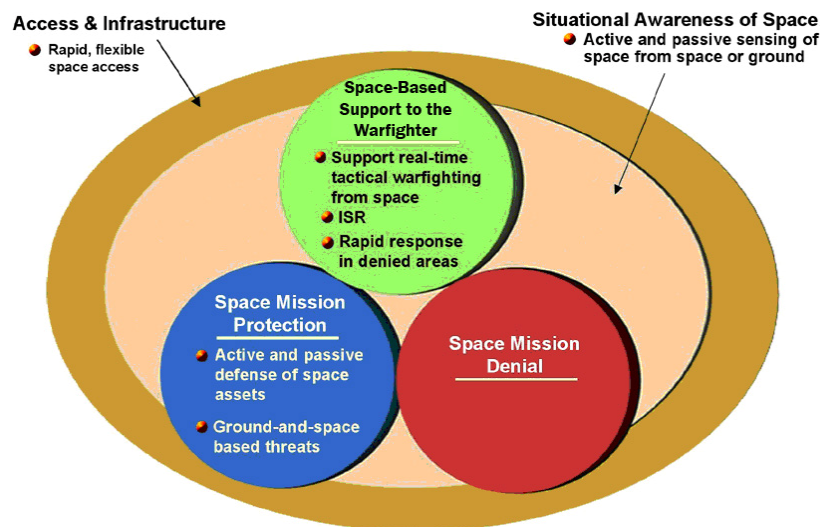 Access & Infrastructure
Rapid, flexible
space access
Situational Awareness of Space
Active and passive sensing of
space from space or ground
Space-Based
Support to the
Warfighter
Support real-time
tactical warfighting
from space
ISR
Rapid response
in denied areas
Space Mission
Protection
Active and passive
defense of space
assets
Ground-and-space
based threats
Space Mission
Denial